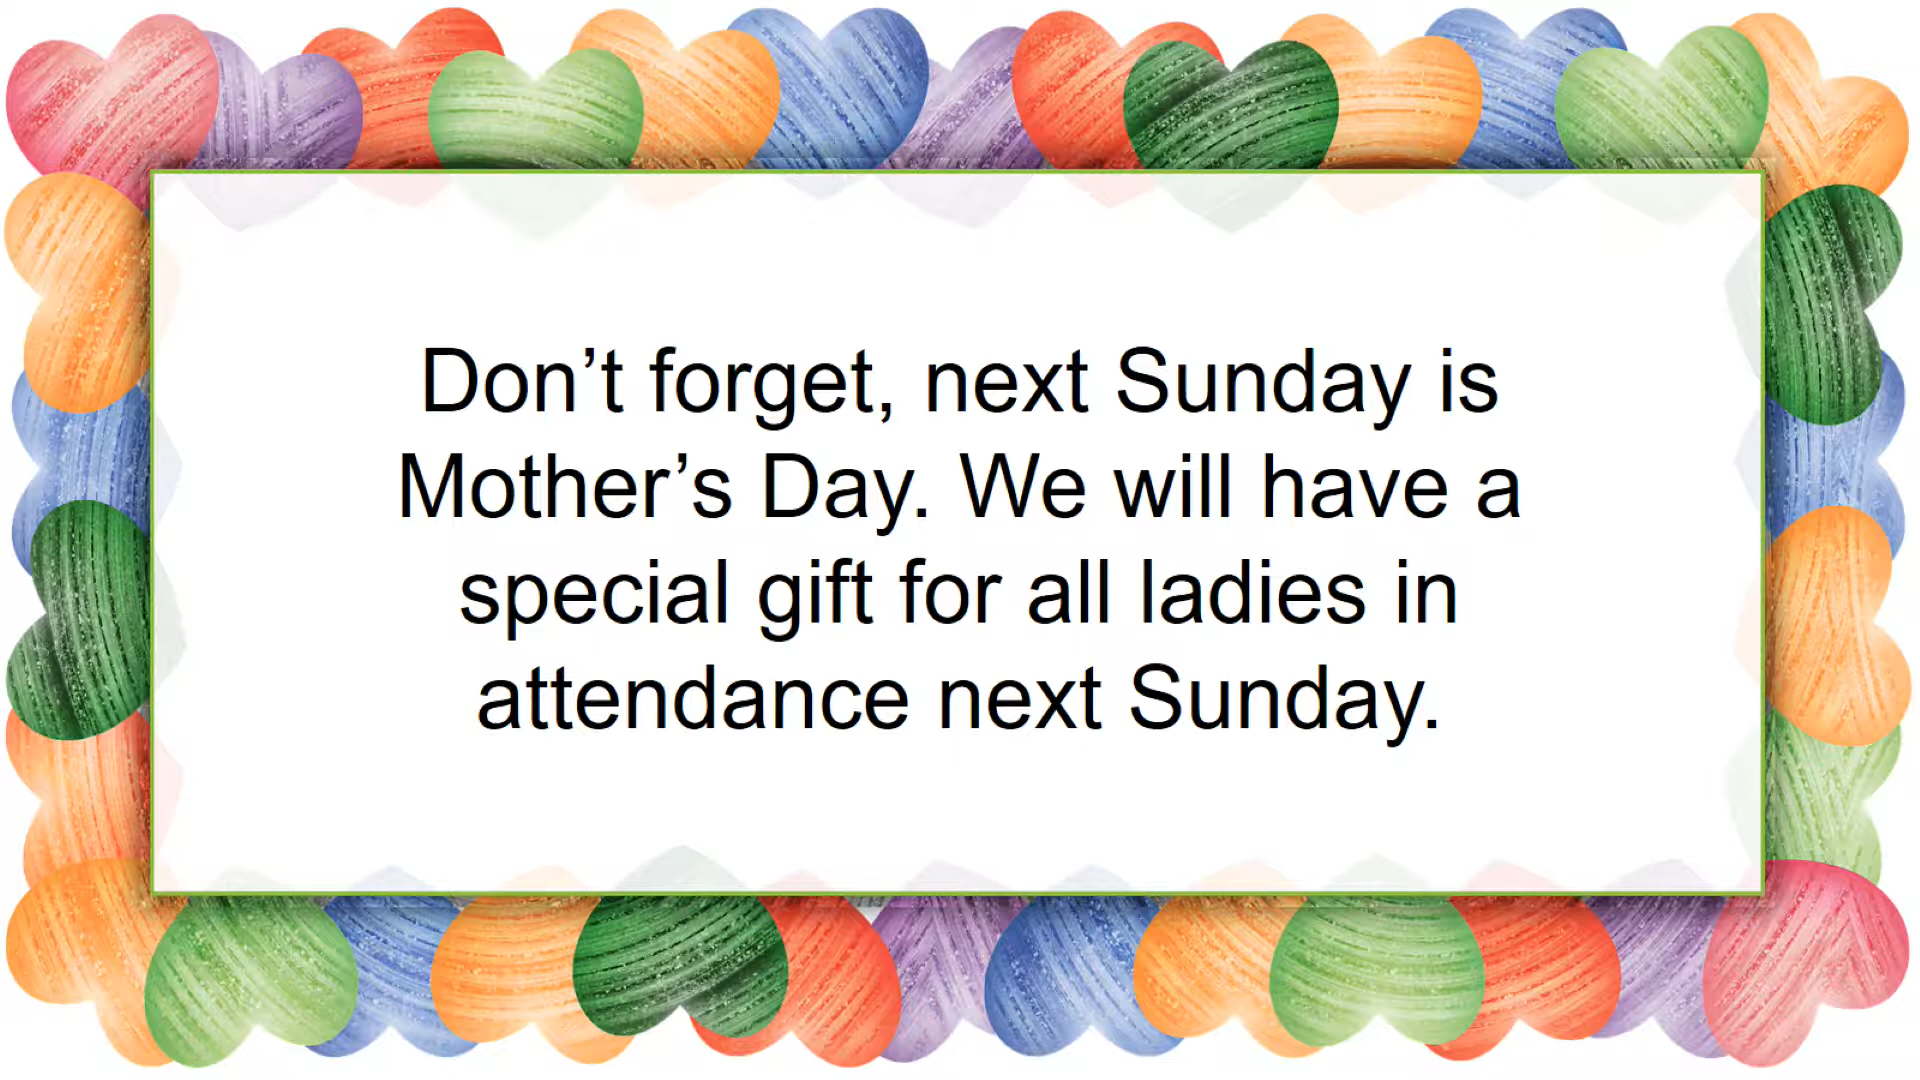 Don’t forget, next Sunday is
Mother’s Day. We will have a
special gift for all ladies in
attendance next Sunday.